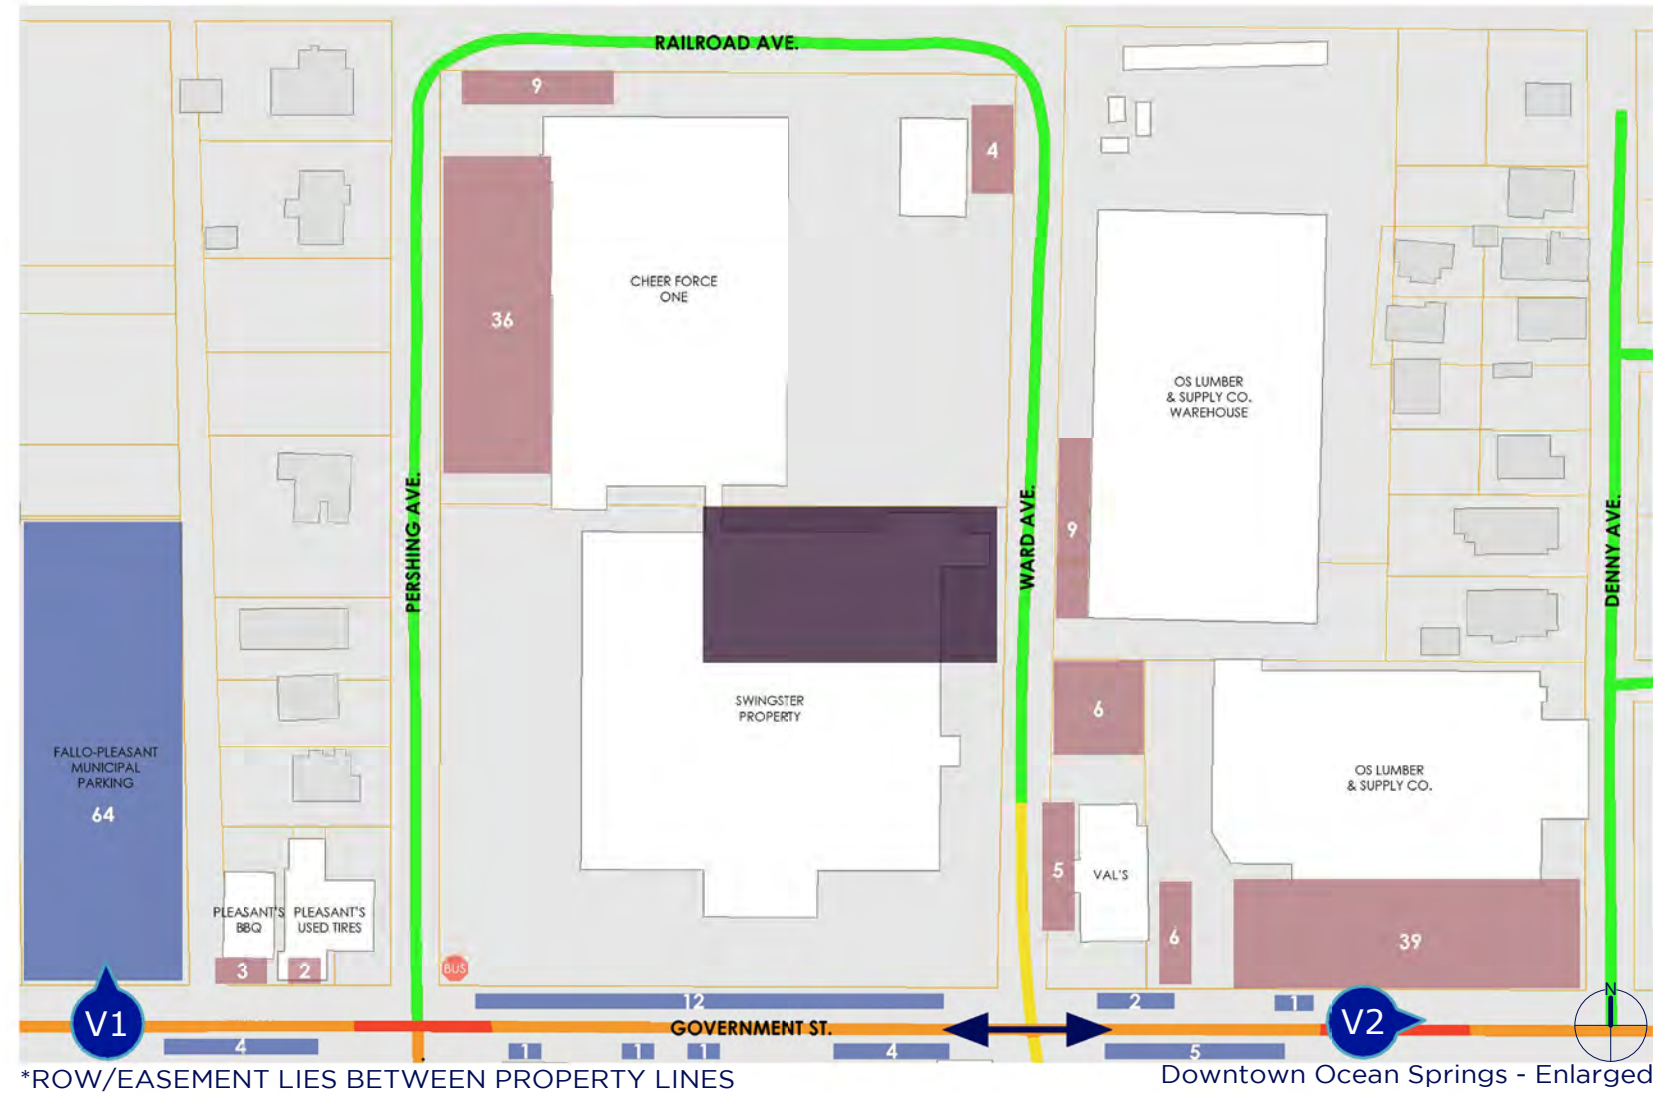 RAILROAD AVE.
9
4
CHEER FORCE
ONE
36
OS LUMBER
& SUPPLY CO.
WAREHOUSE
PERSHING AVE.
WARD AVE.
9
DENNY AVE.
SWINGSTER
PROPERTY
6
FALLO-PLEASANT
MUNICIPAL
PARKING
64
OS LUMBER
& SUPPLY CO.
5
VAL'S
PLEASANT'S
BBQ
PLEASANT'S
USED TIRES
6
39
3
2
BUS
N
12
2
1
V1
GOVERNMENT ST.
V2
4
1
1
1
4
5
*ROW/EASEMENT LIES BETWEEN PROPERTY LINES
Downtown Ocean Springs - Enlarged